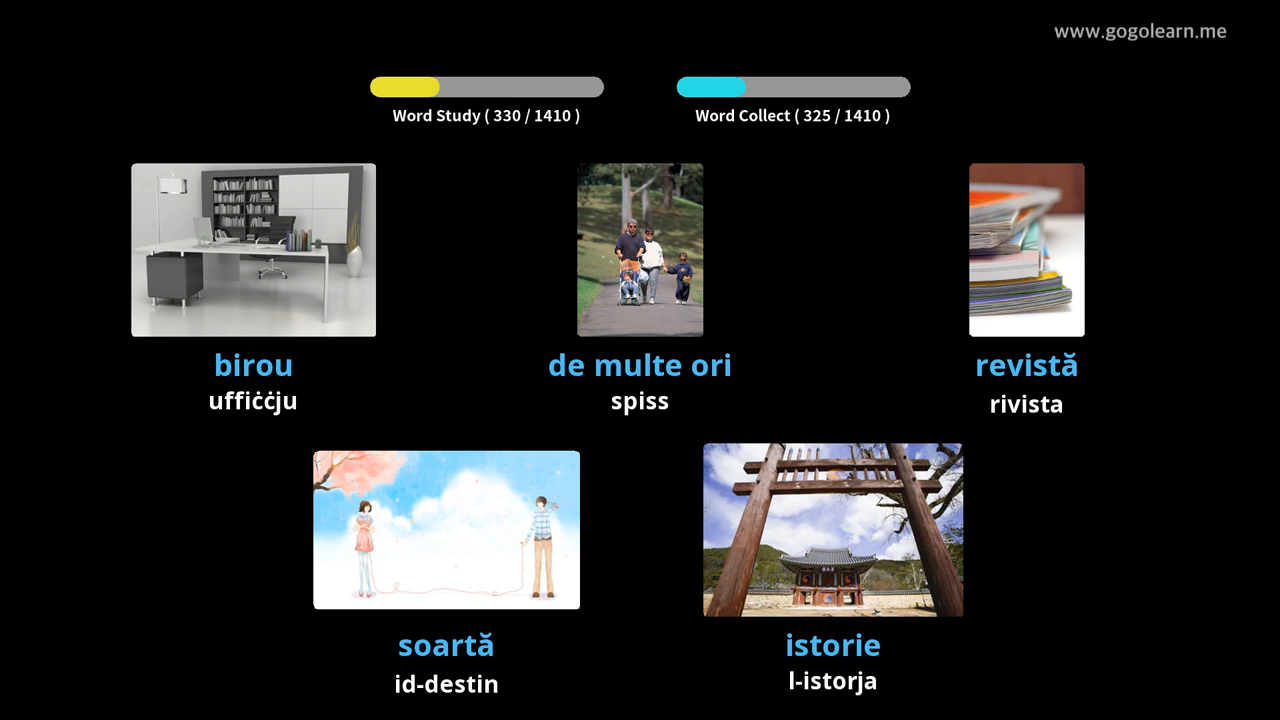 www.gogolearn.me
Word Study ( 330 / 1410 )
Word Collect ( 325 / 1410 )
birou
uffiċċju
de multe ori
spiss
revistă
rivista
soartă
id-destin
istorie
l-istorja